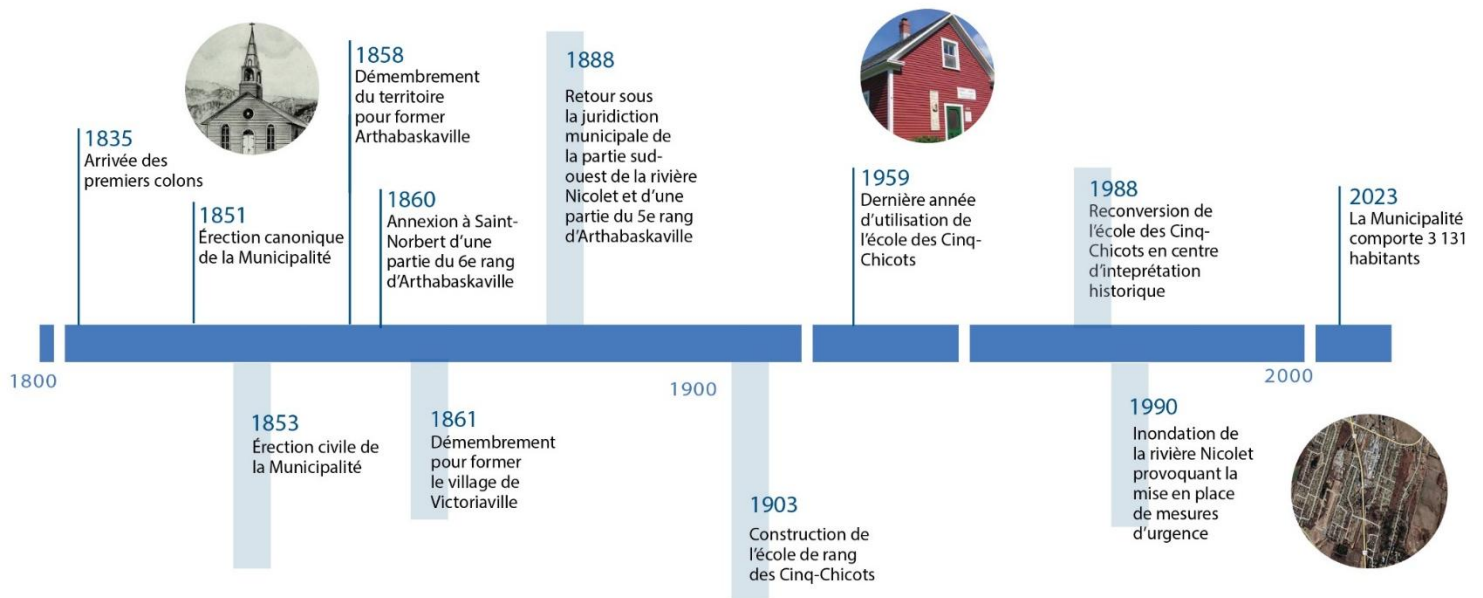 1835
Arrivée des
premiers colons
1851
Érection canonique
de la Municipalité
1858
Démembrement
du territoire
pour former
Arthabaskaville
1860
Annexion à Saint-
Norbert d'une
partie du 6e rang
d'Arthabaskaville
1888
Retour sous
la juridiction
municipale de
la partie sud-
ouest de la rivière
Nicolet et d'une
partie du 5e rang
d'Arthabaskaville
1959
Dernière année
d'utilisation de
l'école des Cinq-
Chicots
1988
Reconversion de
l'école des Cinq-
Chicots en centre
d'inteprétation
historique
2023
La Municipalité
comporte 3 131
habitants
1800
1900
2000
1853
Érection civile de
la Municipalité
1861
Démembrement
pour former
le village de
Victoriaville
1903
Construction de
l'école de rang
des Cinq-Chicots
1990
Inondation de
la rivière Nicolet
provoquant la
mise en place
de mesures
d'urgence